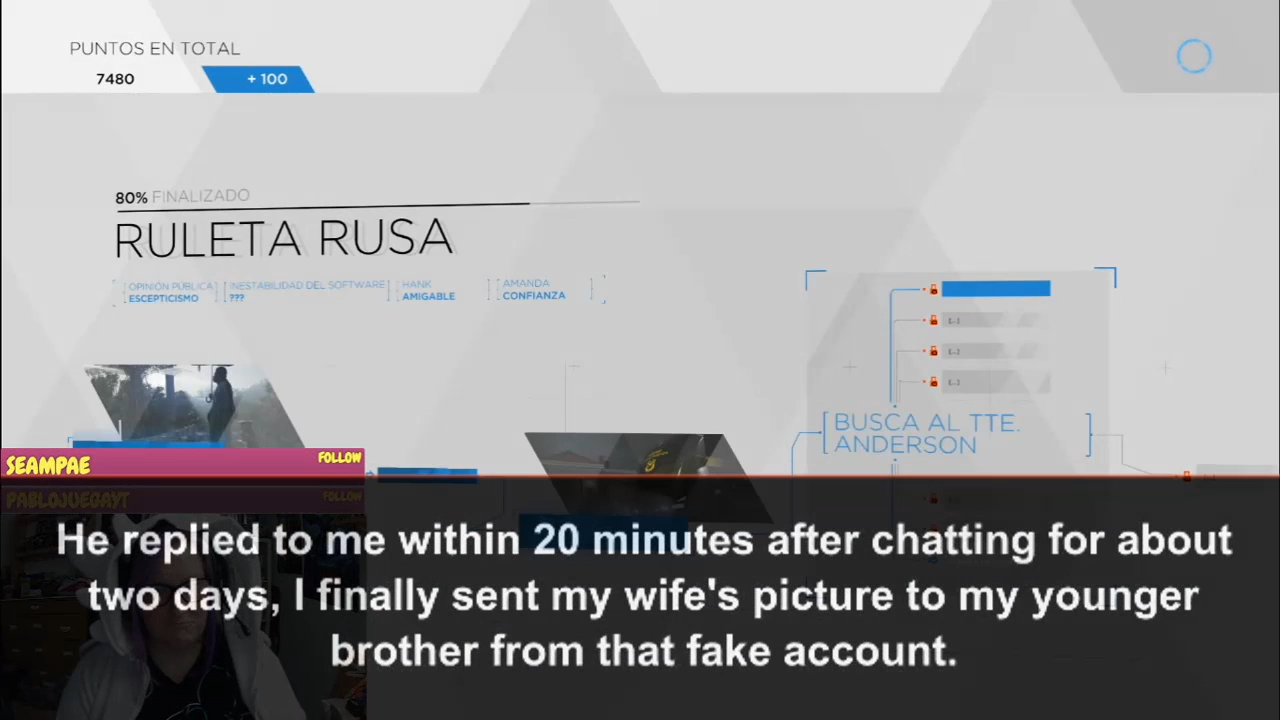 PUNTOS EN TOTAL
7480
+ 100
80% FINALIZADO
RULETA RUSA
OPINIÓN PÚBLICA
ESCEPTICISMO
INESTABILIDAD DEL SOFTWARE
???
HANK
AMIGABLE
AMANDA
CONFIANZA
BUSCA AL TTE.
ANDERSON
SEAMPAE
FOLLOW
PABLOJUEGAYT
FOLLOW
He replied to me within 20 minutes after chatting for about
two days, I finally sent my wife's picture to my younger
brother from that fake account.